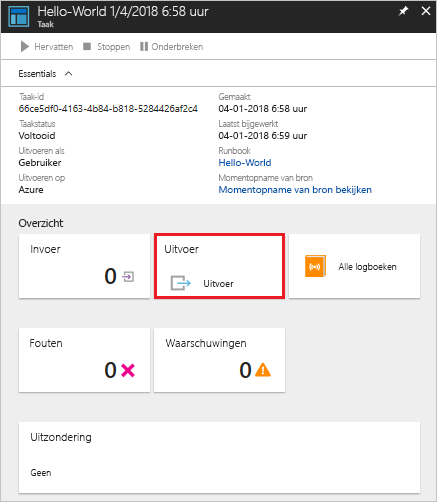 Hello-World 1/4/2018 6:58 uur
Taak
Hervatten Stoppen Onderbreken
Essentials
Taak-id
66ce5df0-4163-4b84-b818-5284426af2c4
Taakstatus
Voltooid
Uitvoeren als
Gebruiker
Uitvoeren op
Azure
Gemaakt
04-01-2018 6:58 uur
Laatst bijgewerkt
04-01-2018 6:59 uur
Runbook
Hello-World
Momentopname van bron
Momentopname van bron bekijken
Overzicht
Invoer
0
Uitvoer
Uitvoer
Alle logboeken
Fouten
0
Waarschuwingen
0
Uitzondering
Geen